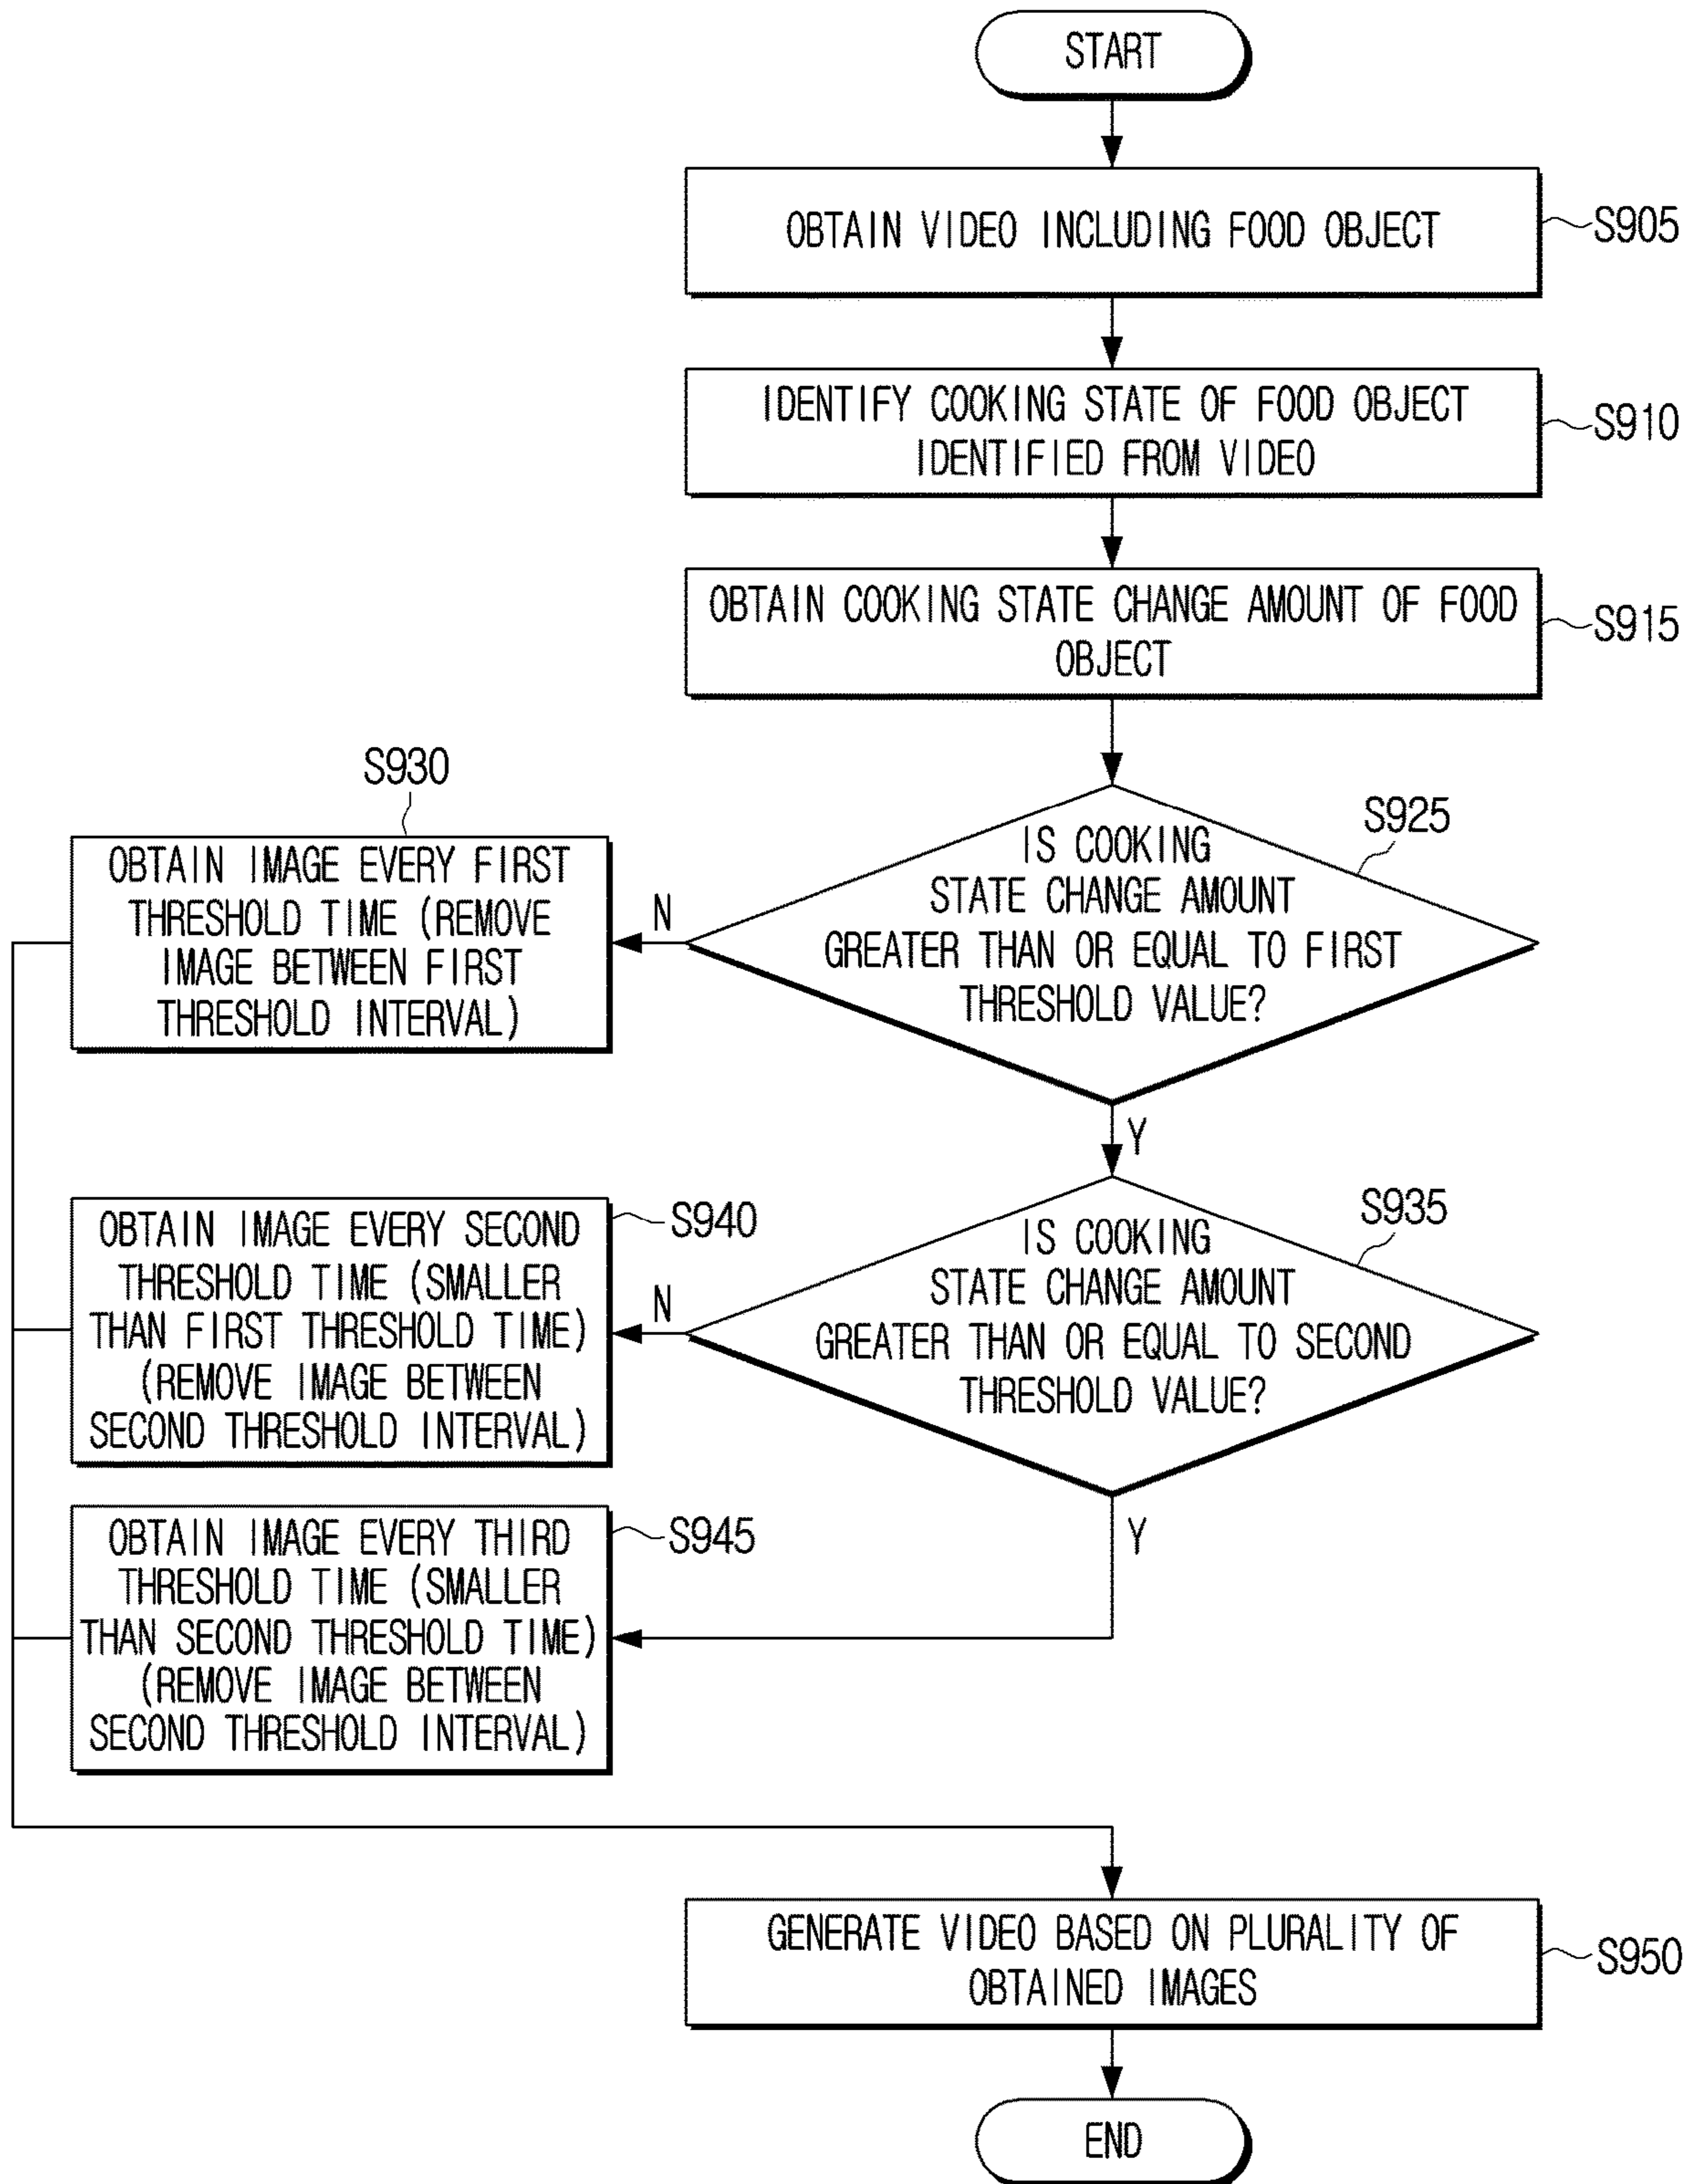 START
OBTAIN VIDEO INCLUDING FOOD OBJECT
S905
IDENTIFY COOKING STATE OF FOOD OBJECT
IDENTIFIED FROM VIDEO
S910
OBTAIN COOKING STATE CHANGE AMOUNT OF FOOD
OBJECT
S915
S925
IS COOKING
STATE CHANGE AMOUNT
GREATER THAN OR EQUAL TO FIRST
THRESHOLD VALUE?
N
S930
OBTAIN IMAGE EVERY FIRST
THRESHOLD TIME (REMOVE
IMAGE BETWEEN FIRST
THRESHOLD INTERVAL)
Y
S935
IS COOKING
STATE CHANGE AMOUNT
GREATER THAN OR EQUAL TO SECOND
THRESHOLD VALUE?
N
S940
OBTAIN IMAGE EVERY SECOND
THRESHOLD TIME (SMALLER
THAN FIRST THRESHOLD TIME)
(REMOVE IMAGE BETWEEN
SECOND THRESHOLD INTERVAL)
Y
S945
OBTAIN IMAGE EVERY THIRD
THRESHOLD TIME (SMALLER
THAN SECOND THRESHOLD TIME)
(REMOVE IMAGE BETWEEN
SECOND THRESHOLD INTERVAL)
GENERATE VIDEO BASED ON PLURALITY OF
OBTAINED IMAGES
S950
END